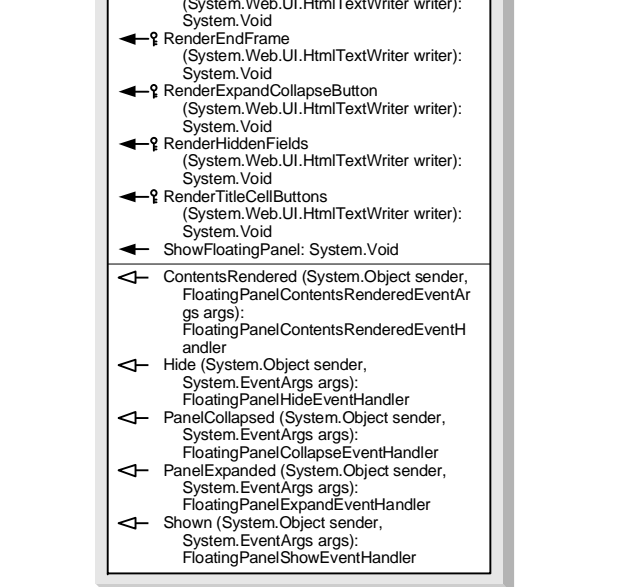 (System.Web.UI.HtmlTextWriter writer):
System.Void
RenderEndFrame
(System.Web.UI.HtmlTextWriter writer):
System.Void
RenderExpandCollapseButton
(System.Web.UI.HtmlTextWriter writer):
System.Void
RenderHiddenFields
(System.Web.UI.HtmlTextWriter writer):
System.Void
RenderTitleCellButtons
(System.Web.UI.HtmlTextWriter writer):
System.Void
ShowFloatingPanel: System.Void
ContentsRendered (System.Object sender,
FloatingPanelContentsRenderedEventAr
gs args):
FloatingPanelContentsRenderedEventH
andler
Hide (System.Object sender,
System.EventArgs args):
FloatingPanelHideEventHandler
PanelCollapsed (System.Object sender,
System.EventArgs args):
FloatingPanelCollapseEventHandler
PanelExpanded (System.Object sender,
System.EventArgs args):
FloatingPanelExpandEventHandler
Shown (System.Object sender,
System.EventArgs args):
FloatingPanelShowEventHandler